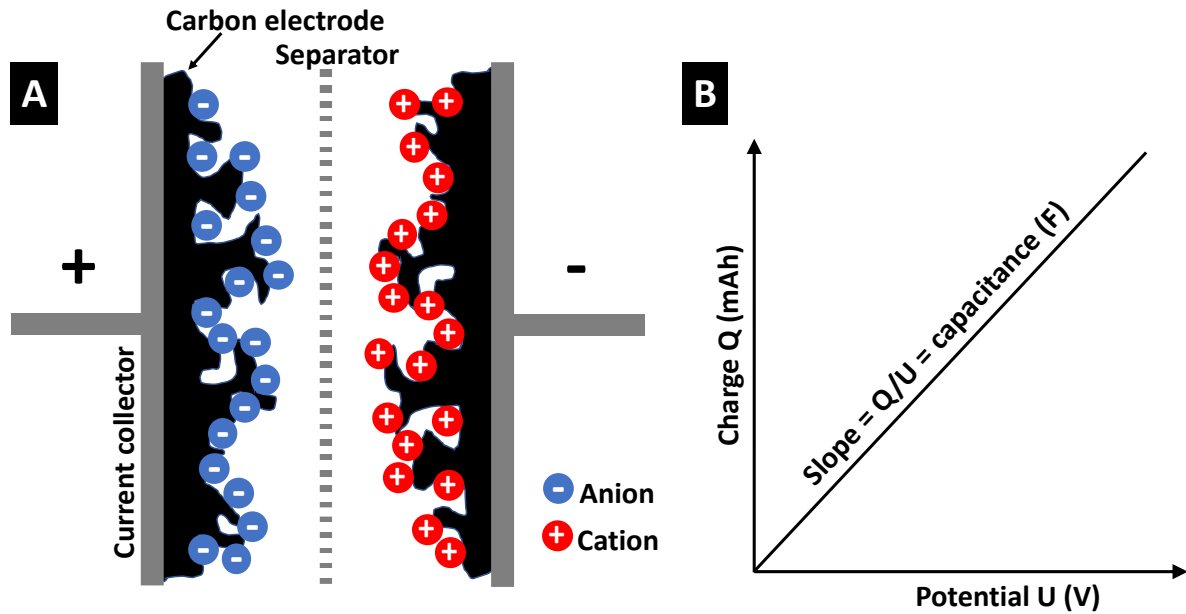 Carbon electrode
Separator
A
+
-
Current collector
Anion
Cation
B
Charge Q (mAh)
Slope = Q/U = capacitance (F)
Potential U (V)